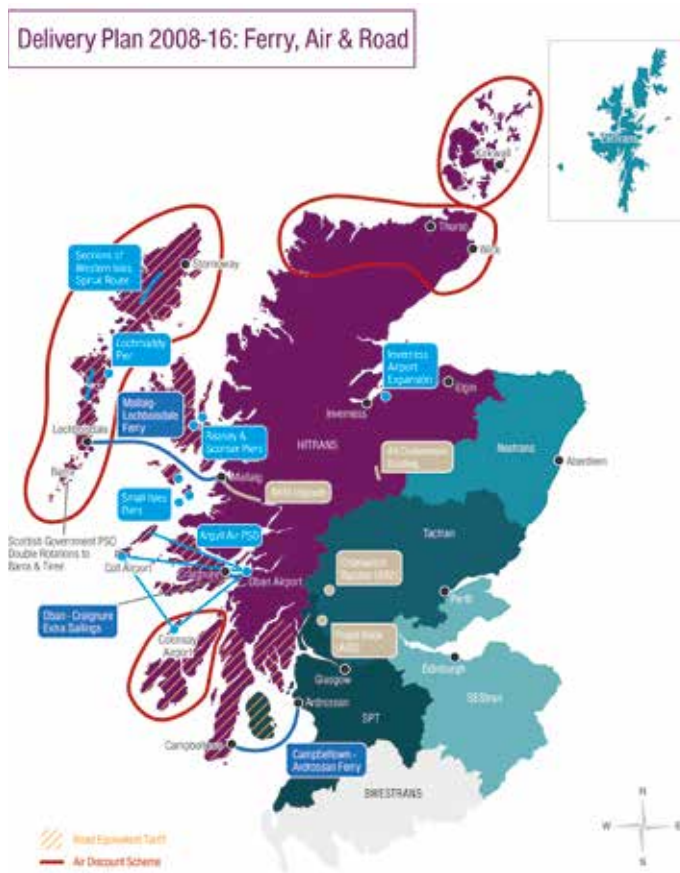 Delivery Plan 2008-16: Ferry, Air & Road
Kirkwall
Thurso
Wick
Sections of
Western Isles
Spinal Route
Stornoway
Lochmaddy
Pier
Inverness
Airport
Expansion
Elgin
Mallaig-
Lochboisdale
Ferry
Inverness
Lochboisdale
Raasay &
Sconser Piers
HITRANS
Nestrans
Aberdeen
Barra
Mallaig
Small Isles
Piers
Scottish Government PSO
Double Rotations to
Barra & Tiree
Argyll Air PSO
Tactran
Coll Airport
Craignure
Oban Airport
Perth
Oban - Craignure
Extra Sailings
Colonsay
Airport
Glasgow
Edinburgh
SEStran
Ardrossan
SPT
Campbeltown
Campbeltown -
Ardrossan Ferry
SWESTRANS
N
W
E
S
Road Equivalent Tariff
Air Discount Scheme